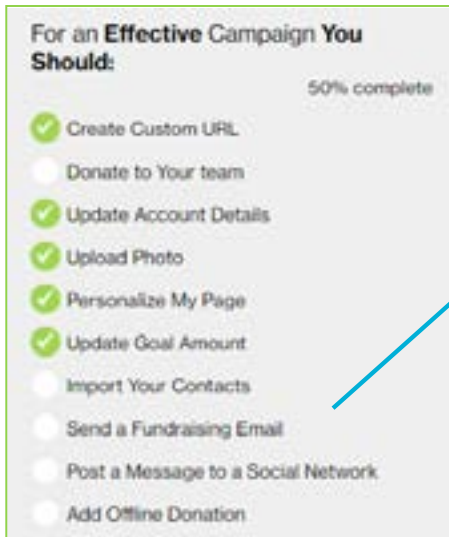 For an Effective Campaign You
Should:
50% complete
Create Custom URL
Donate to Your team
Update Account Details
Upload Photo
Personalize My Page
Update Goal Amount
Import Your Contacts
Send a Fundraising Email
Post a Message to a Social Network
Add Offline Donation